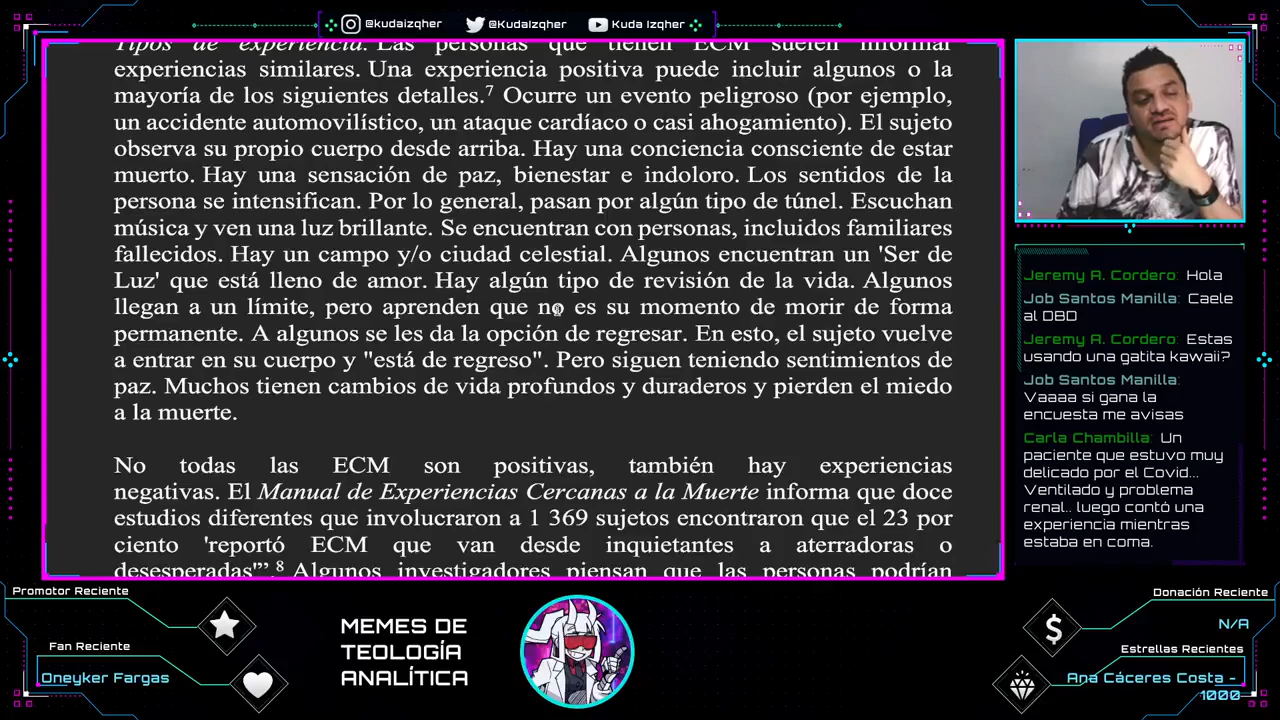 @kudaizqher
@KudaIzqher
Kuda Izqher
Tipos de experiencia. Las personas que tienen ECM suelen informar
experiencias similares. Una experiencia positiva puede incluir algunos o la
mayoría de los siguientes detalles.7 Ocurre un evento peligroso (por ejemplo,
un accidente automovilístico, un ataque cardíaco o casi ahogamiento). El sujeto
observa su propio cuerpo desde arriba. Hay una conciencia consciente de estar
muerto. Hay una sensación de paz, bienestar e indoloro. Los sentidos de la
persona se intensifican. Por lo general, pasan por algún tipo de túnel. Escuchan
música y ven una luz brillante. Se encuentran con personas, incluidos familiares
fallecidos. Hay un campo y/o ciudad celestial. Algunos encuentran un 'Ser de
Luz' que está lleno de amor. Hay algún tipo de revisión de la vida. Algunos
llegan a un límite, pero aprenden que no es su momento de morir de forma
permanente. A algunos se les da la opción de regresar. En esto, el sujeto vuelve
a entrar en su cuerpo y "está de regreso". Pero siguen teniendo sentimientos de
paz. Muchos tienen cambios de vida profundos y duraderos y pierden el miedo
a la muerte.
No todas las ECM son positivas, también hay experiencias
negativas. El Manual de Experiencias Cercanas a la Muerte informa que doce
estudios diferentes que involucraron a 1 369 sujetos encontraron que el 23 por
ciento 'reportó ECM que van desde inquietantes a aterradoras o
desesperadas'".8 Algunos investigadores piensan que las personas podrían
Jeremy A. Cordero: Hola
Job Santos Manilla: Caele
al DBD
Jeremy A. Cordero: Estas
usando una gatita kawaii?
Job Santos Manilla:
Vaaaa si gana la
encuesta me avisas
Carla Chambilla: Un
paciente que estuvo muy
delicado por el Covid...
Ventilado y problema
renal.. luego contó una
experiencia mientras
estaba en coma.
Promotor Reciente
Fan Reciente
Oneyker Fargas
MEMES DE
TEOLOGÍA
ANALÍTICA
Donación Reciente
N/A
Estrellas Recientes
Ana Cáceres Costa -
1000